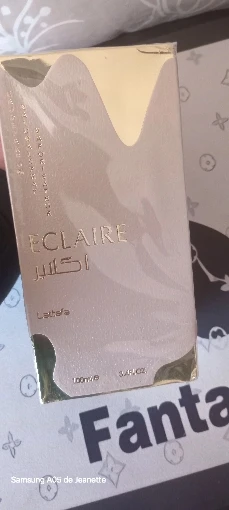 ECLAIRE
اكلير
Lattafa
100ml e 3.4 FL.OZ
Fanta
Samsung A05 de Jeanette